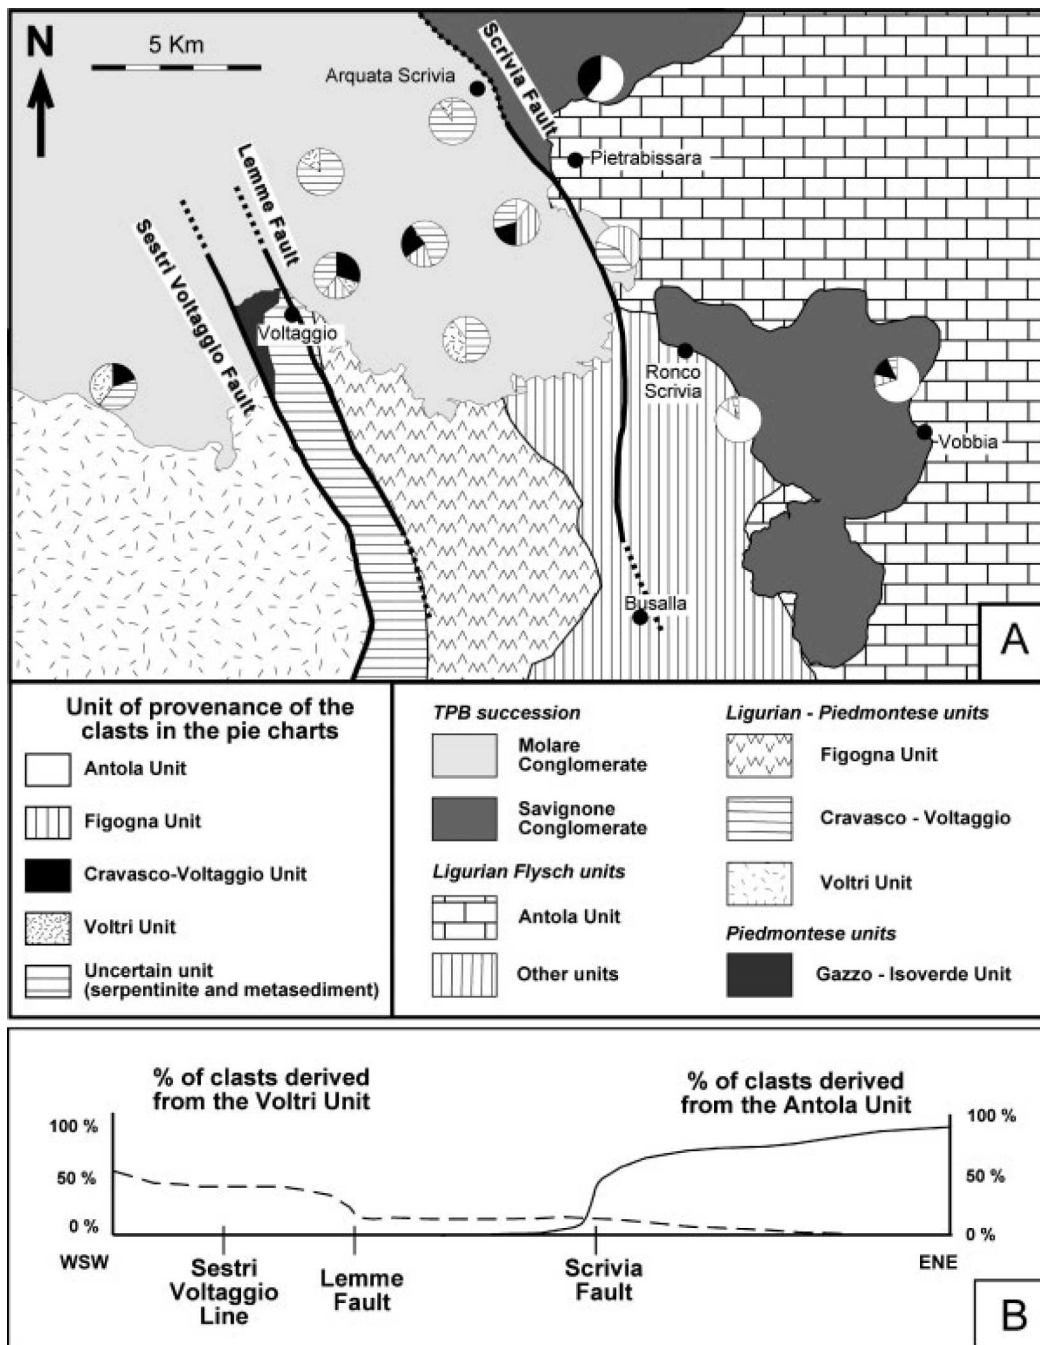 N
5 Km
Arquata Scrivia
Scrivia Fault
Pietrabissara
Lemme Fault
Sestri Voltaggio Fault
Voltaggio
Ronco
Scrivia
Vobbia
Busalla
A
Unit of provenance of the
clasts in the pie charts
Antola Unit
Figogna Unit
Cravasco-Voltaggio Unit
Voltri Unit
Uncertain unit
(serpentinite and metasediment)
TPB succession
Molare
Conglomerate
Savignone
Conglomerate
Ligurian Flysch units
Antola Unit
Other units
Ligurian - Piedmontese units
Figogna Unit
Cravasco - Voltaggio
Voltri Unit
Piedmontese units
Gazzo - Isoverde Unit
% of clasts derived
from the Voltri Unit
% of clasts derived
from the Antola Unit
100 %
50 %
0 %
100 %
50 %
0 %
WSW
Sestri
Voltaggio
Line
Lemme
Fault
Scrivia
Fault
ENE
B